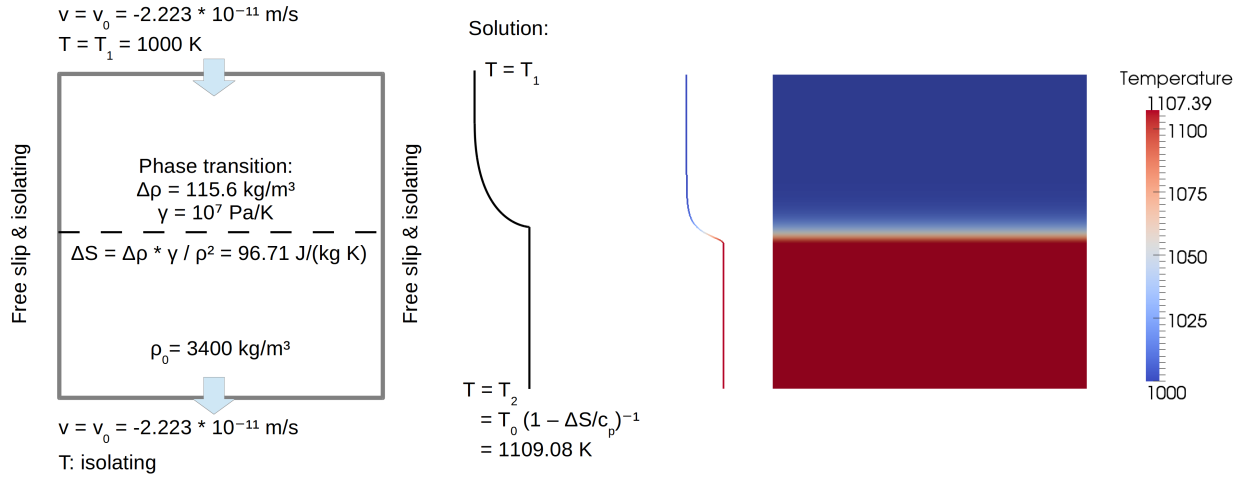 v = v₀ = -2.223 * 10⁻¹¹ m/s
T = T₁ = 1000 K
Free slip & isolating
Phase transition:
Δρ = 115.6 kg/m³
γ = 10⁷ Pa/K
ΔS = Δρ * γ / ρ² = 96.71 J/(kg K)
ρ₀= 3400 kg/m³
Free slip & isolating
v = v₀ = -2.223 * 10⁻¹¹ m/s
T: isolating
Solution:
T = T₁
T = T₂
= T₀ (1 – ΔS/cₚ)⁻¹
= 1109.08 K
Temperature
1107.39
1100
1075
1050
1025
1000